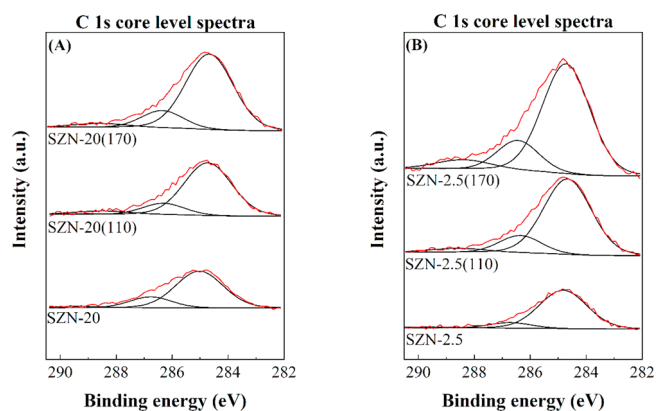 C 1s core level spectra
(A)
SZN-20(170)
SZN-20(110)
SZN-20
Intensity (a.u.)
290 288 286 284 282
Binding energy (eV)
C 1s core level spectra
(B)
SZN-2.5(170)
SZN-2.5(110)
SZN-2.5
Intensity (a.u.)
290 288 286 284 282
Binding energy (eV)